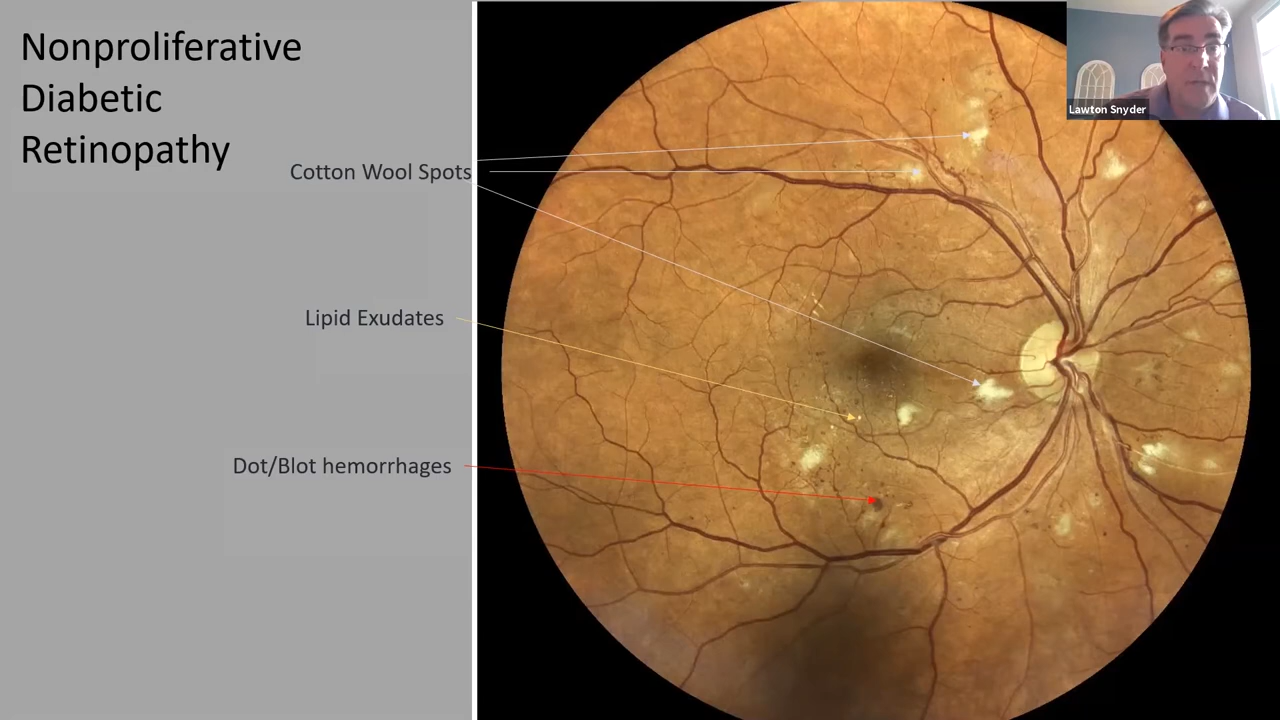 Nonproliferative
Diabetic
Retinopathy
Cotton Wool Spots
Lipid Exudates
Dot/Blot hemorrhages
Lawton Snyder